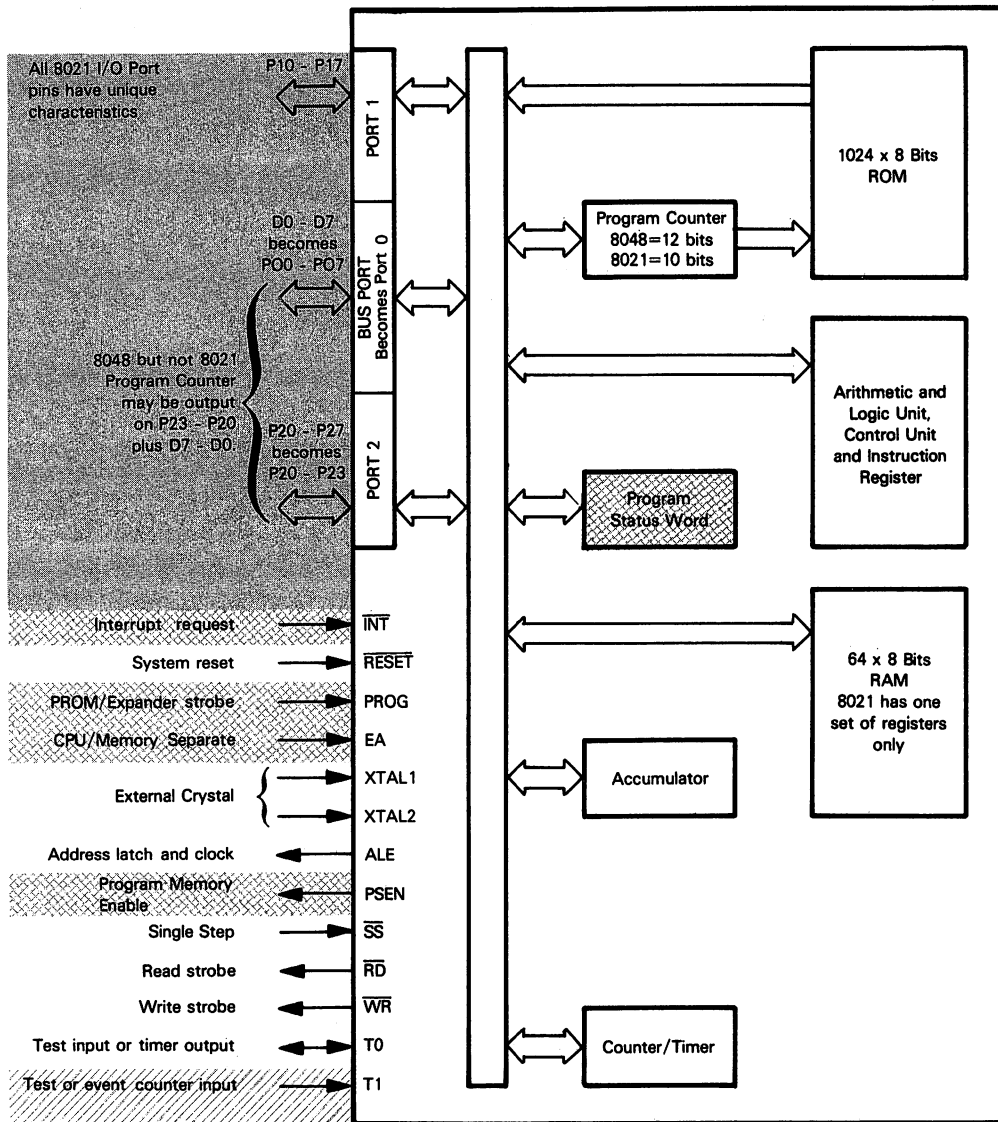 All 8021 I/O Port
pins have unique
characteristics
P10 - P17
PORT 1
D0 - D7
becomes
PO0 - PO7
BUS PORT
Becomes Port 0
8048 but not 8021
Program Counter
may be output
on P23 - P20
plus D7 - D0.
P20 - P27
becomes
P20 - P23
PORT 2
1024 x 8 Bits
ROM
Program Counter
8048=12 bits
8021=10 bits
Arithmetic and
Logic Unit,
Control Unit
and Instruction
Register
Program
Status Word
64 x 8 Bits
RAM
8021 has one
set of registers
only
Accumulator
Counter/Timer
Interrupt request
INT
System reset
RESET
PROM/Expander strobe
PROG
CPU/Memory Separate
EA
External Crystal
XTAL1
XTAL2
Address latch and clock
ALE
Program Memory
Enable
PSEN
Single Step
SS
Read strobe
RD
Write strobe
WR
Test input or timer output
T0
Test or event counter input
T1